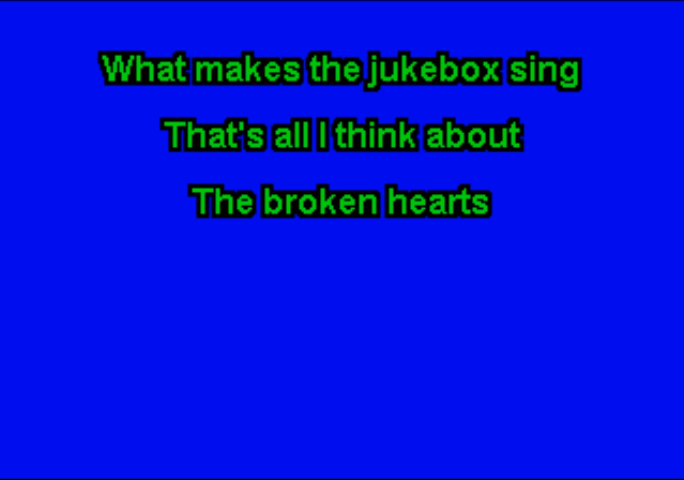 What makes the jukebox sing
That's all I think about
The broken hearts